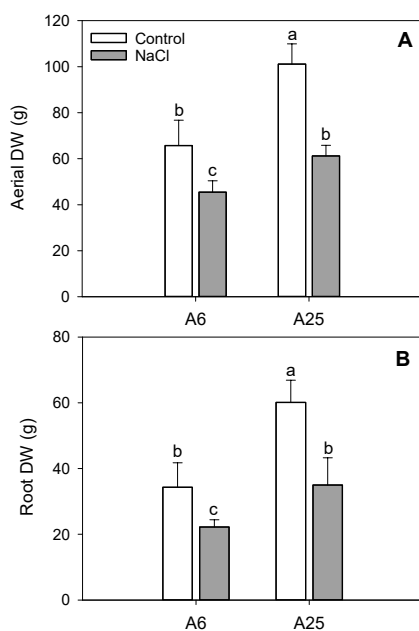 120
Control
A
NaCl
a
100
80
b
b
60
c
40
20
0
Aerial DW (g)
A6
A25
80
B
a
60
b
b
40
c
20
0
Root DW (g)
A6
A25